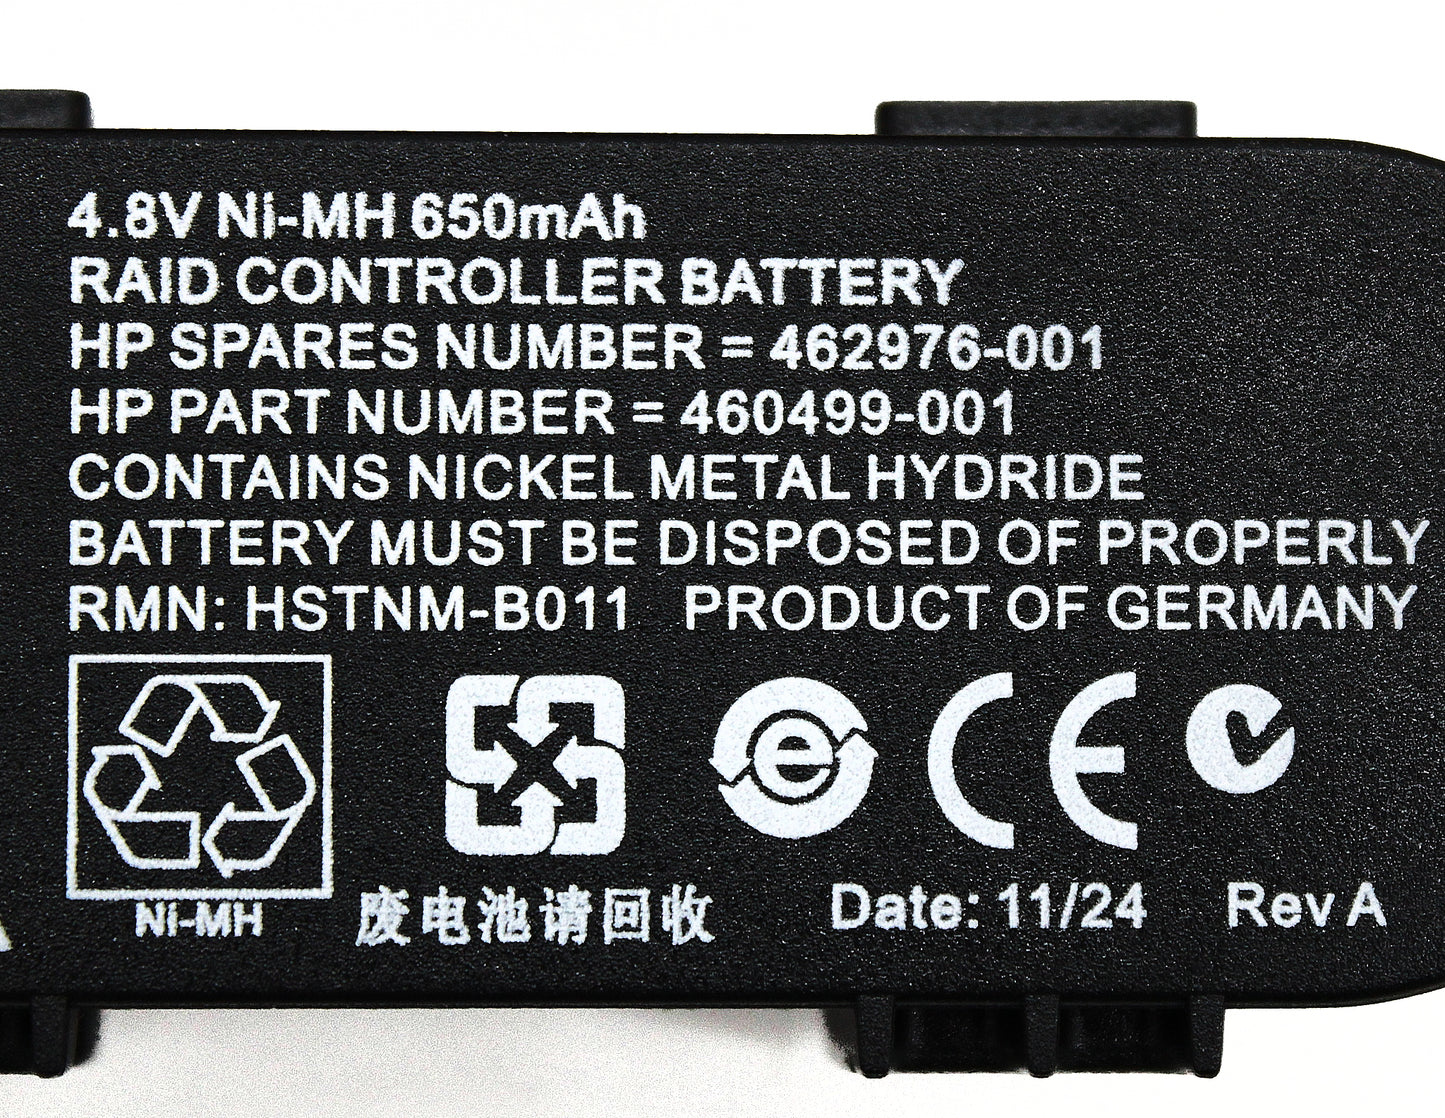 4.8V Ni-MH 650mAh
RAID CONTROLLER BATTERY
HP SPARES NUMBER = 462976-001
HP PART NUMBER = 460499-001
CONTAINS NICKEL METAL HYDRIDE
BATTERY MUST BE DISPOSED OF PROPERLY
RMN: HSTNM-B011 PRODUCT OF GERMANY
e CE
Ni-MH 废电池请回收 Date: 11/24 Rev A